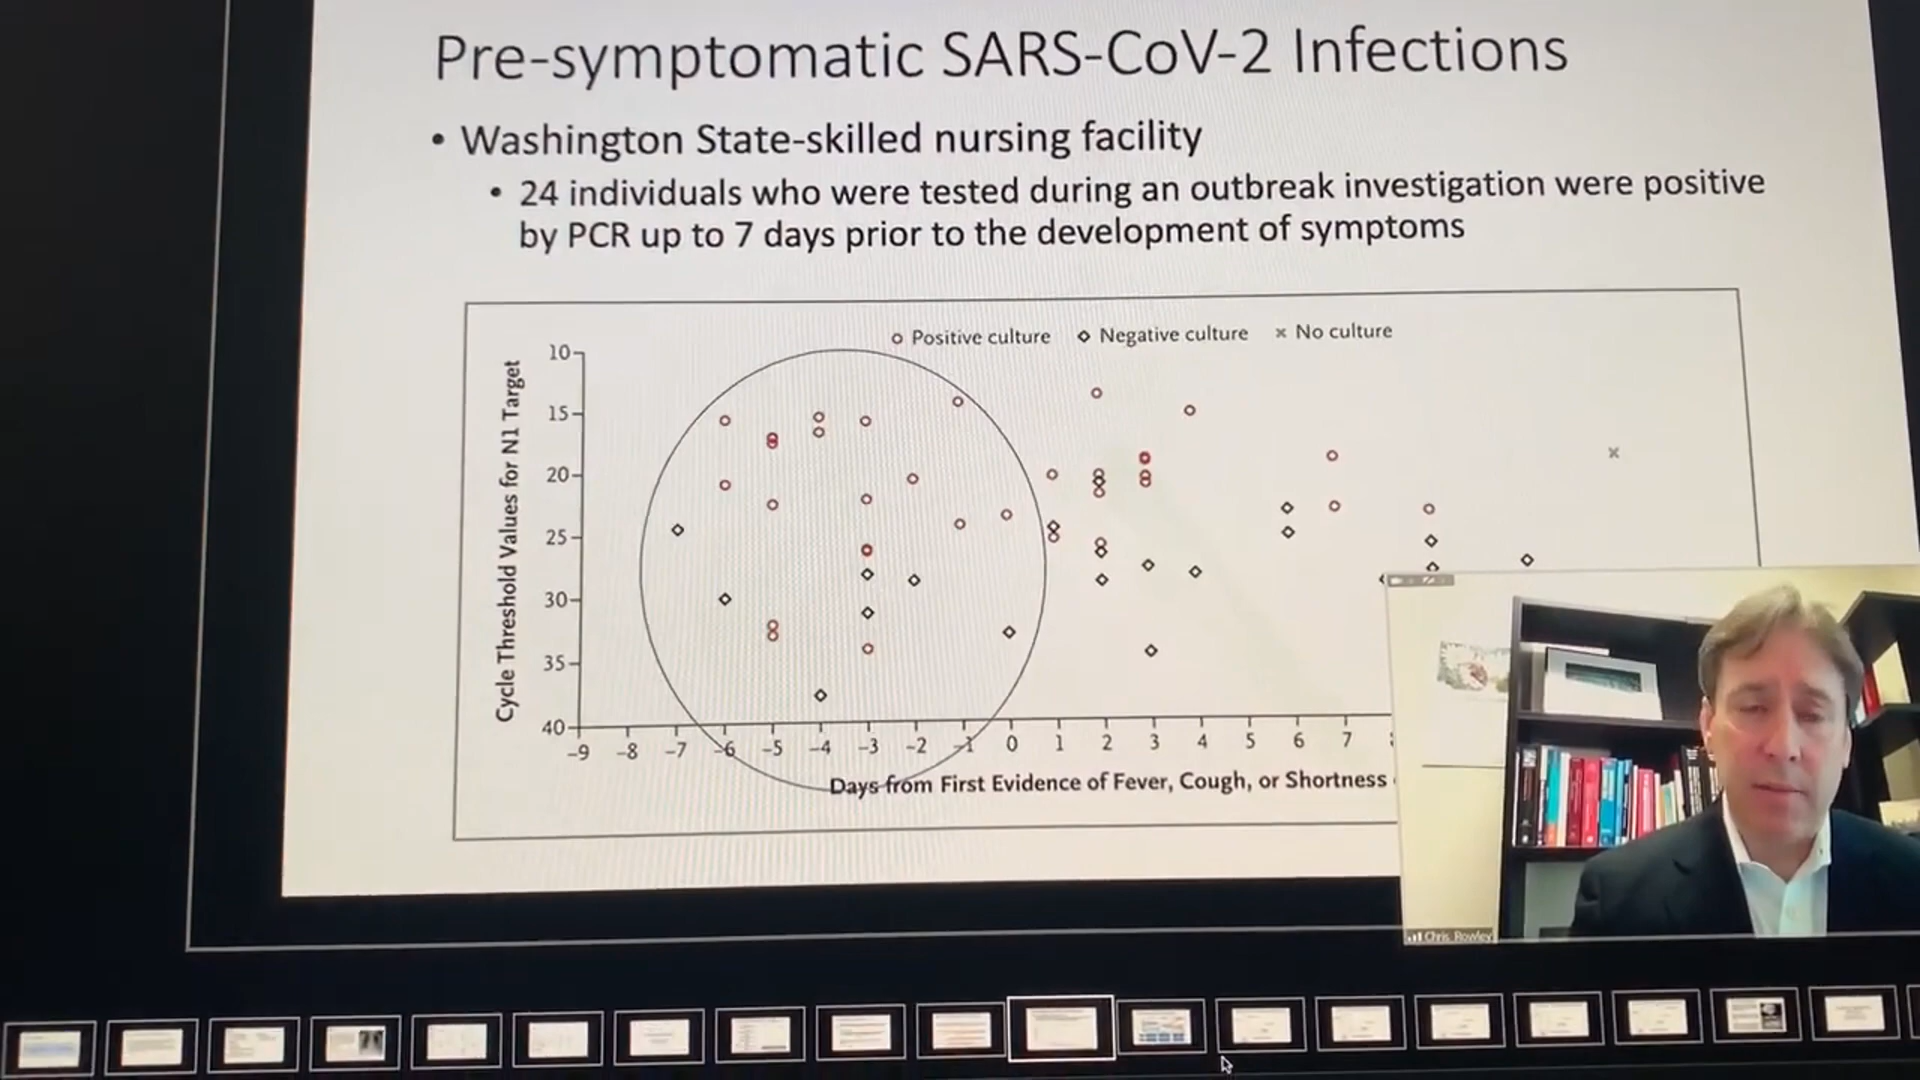 Pre-symptomatic SARS-CoV-2 Infections
• Washington State-skilled nursing facility
• 24 individuals who were tested during an outbreak investigation were positive
by PCR up to 7 days prior to the development of symptoms
Positive culture Negative culture No culture
Cycle Threshold Values for N1 Target
10
15
20
25
30
35
40
-9 -8 -7 -6 -5 -4 -3 -2 -1 0 1 2 3 4 5 6 7
Days from First Evidence of Fever, Cough, or Shortness
Chris Rowley